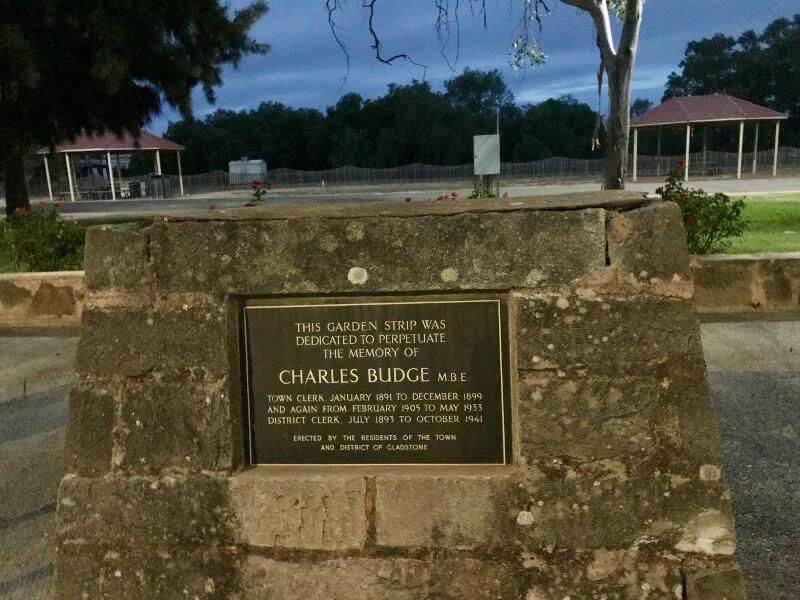 THIS GARDEN STRIP WAS
DEDICATED TO PERPETUATE
THE MEMORY OF
CHARLES BUDGE M.B.E.
TOWN CLERK, JANUARY 1891 TO DECEMBER 1899
AND AGAIN FROM FEBRUARY 1905 TO MAY 1933
DISTRICT CLERK, JULY 1893 TO OCTOBER 1941
ERECTED BY THE RESIDENTS OF THE TOWN
AND DISTRICT OF GLADSTONE